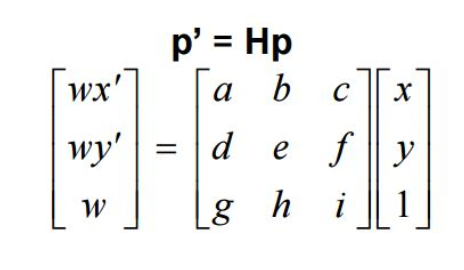 p’ = Hp
wx′ a b c x
wy′ = d e f y
w g h i 1